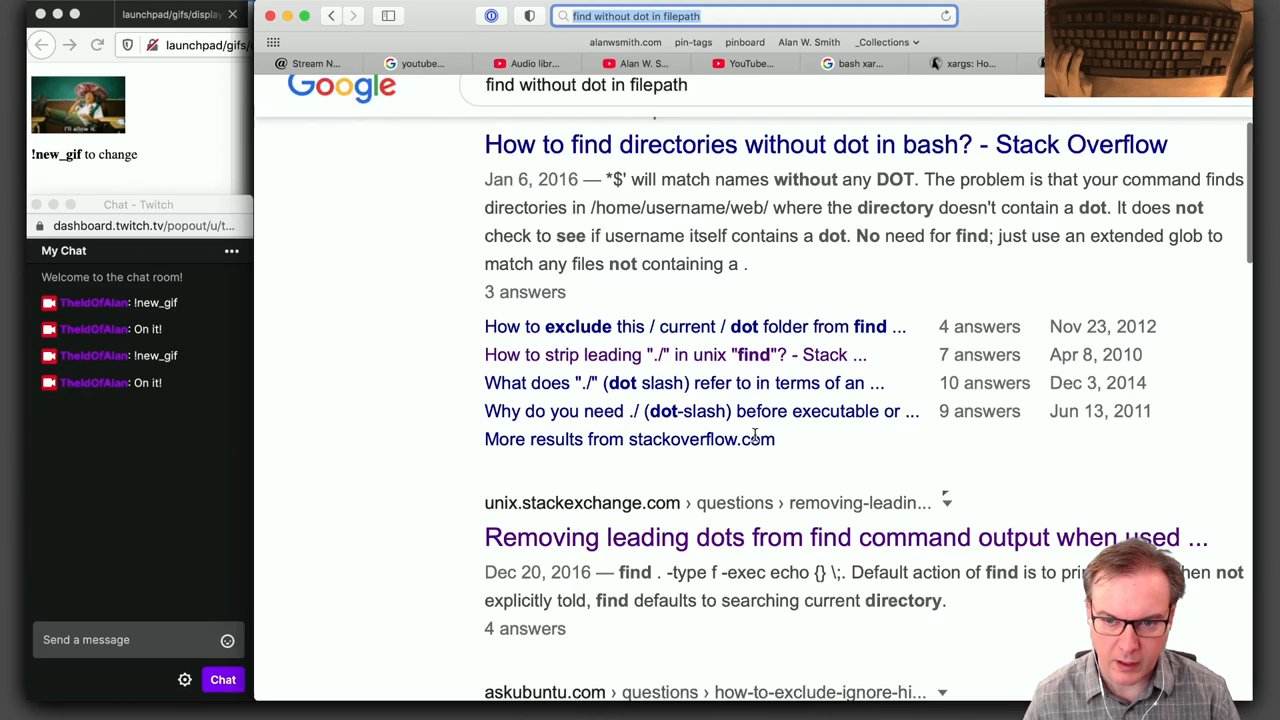 launchpad/gifs/display
launchpad/gifs/
I'll allow it.
!new_gif to change
Chat - Twitch
dashboard.twitch.tv/popout/u/t...
My Chat
Welcome to the chat room!
TheIdOfAlan: !new_gif
TheIdOfAlan: On it!
TheIdOfAlan: !new_gif
TheIdOfAlan: On it!
Send a message
Chat
find without dot in filepath
alanwsmith.com pin-tags pinboard Alan W. Smith _Collections
Stream N... youtube... Audio libr... Alan W. S... YouTube... bash xar... xargs: Ho...
Google
find without dot in filepath
How to find directories without dot in bash? - Stack Overflow
Jan 6, 2016 — *$' will match names without any DOT. The problem is that your command finds
directories in /home/username/web/ where the directory doesn't contain a dot. It does not
check to see if username itself contains a dot. No need for find; just use an extended glob to
match any files not containing a .
3 answers
How to exclude this / current / dot folder from find ... 4 answers Nov 23, 2012
How to strip leading "./" in unix "find"? - Stack ... 7 answers Apr 8, 2010
What does "./" (dot slash) refer to in terms of an ... 10 answers Dec 3, 2014
Why do you need ./ (dot-slash) before executable or ... 9 answers Jun 13, 2011
More results from stackoverflow.com
unix.stackexchange.com › questions › removing-leadin...
Removing leading dots from find command output when used ...
Dec 20, 2016 — find . -type f -exec echo {} \;. Default action of find is to when not
explicitly told, find defaults to searching current directory.
4 answers
askubuntu.com › questions › how-to-exclude-ignore-hi...